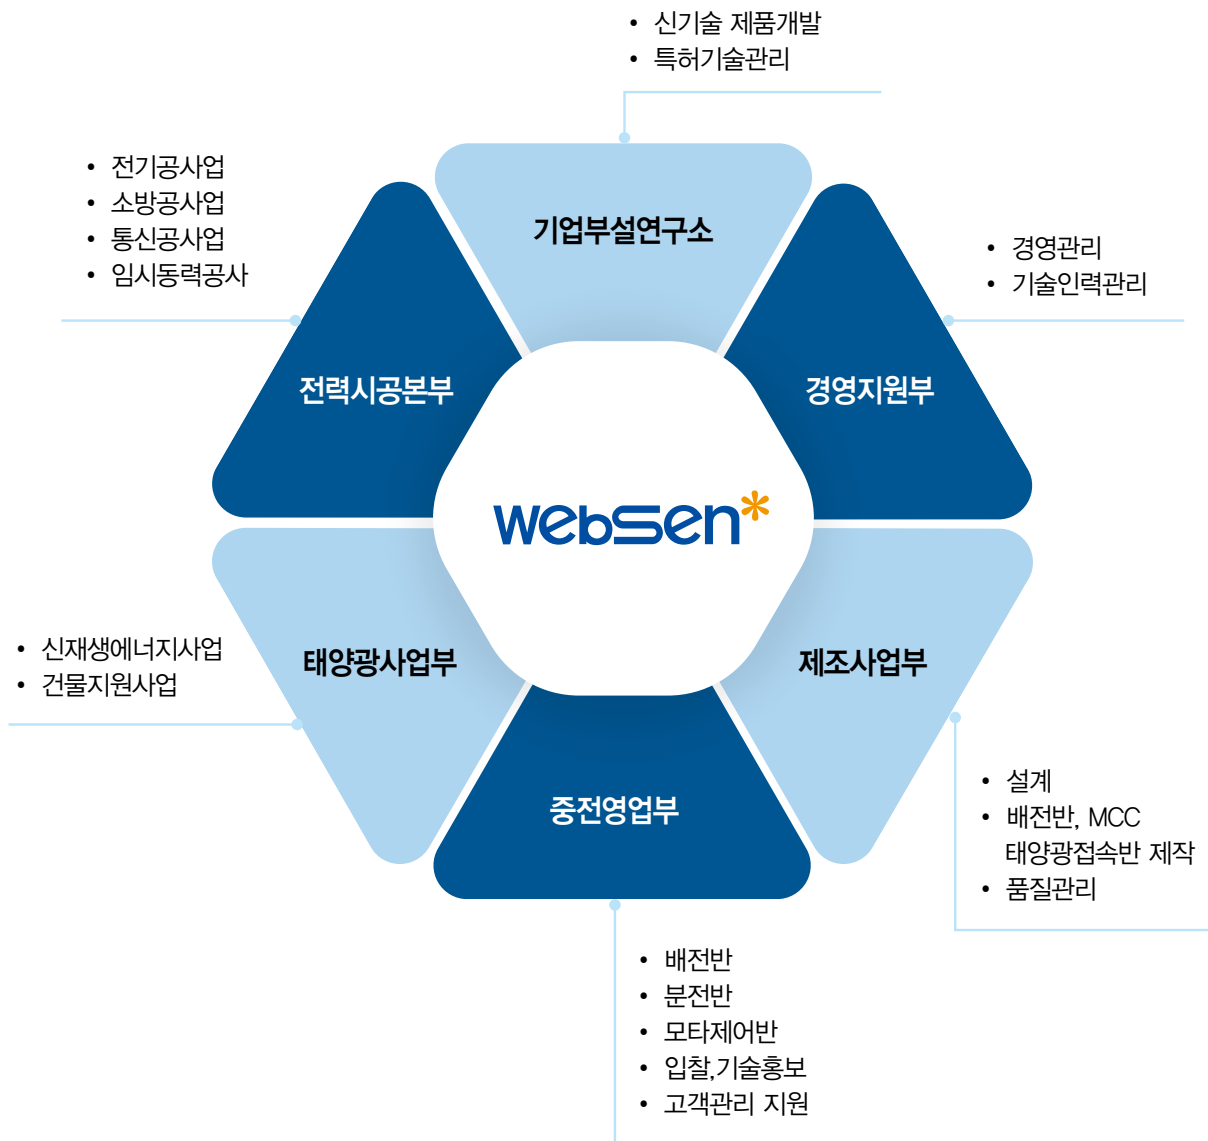 • 신기술 제품개발
• 특허기술관리
기업부설연구소
• 전기공사업
• 소방공사업
• 통신공사업
• 임시동력공사
전력시공본부
• 경영관리
• 기술인력관리
경영지원부
websen*
• 신재생에너지사업
• 건물지원사업
태양광사업부
제조사업부
• 설계
• 배전반, MCC
태양광접속반 제작
• 품질관리
중전영업부
• 배전반
• 분전반
• 모타제어반
• 입찰,기술홍보
• 고객관리 지원